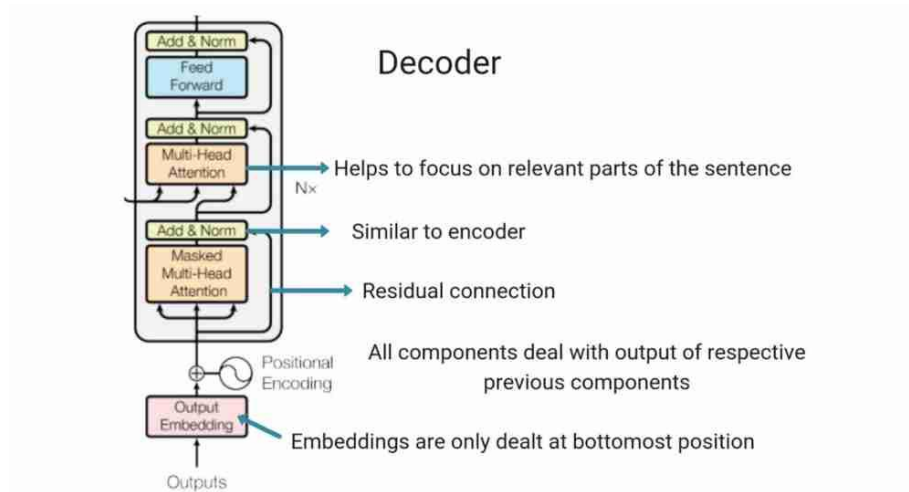 Decoder
Add & Norm
Feed
Forward
Add & Norm
Multi-Head
Attention
Helps to focus on relevant parts of the sentence
Nx
Add & Norm
Similar to encoder
Masked
Multi-Head
Attention
Residual connection
All components deal with output of respective
previous components
Positional
Encoding
Output
Embedding
Embeddings are only dealt at bottomost position
Outputs